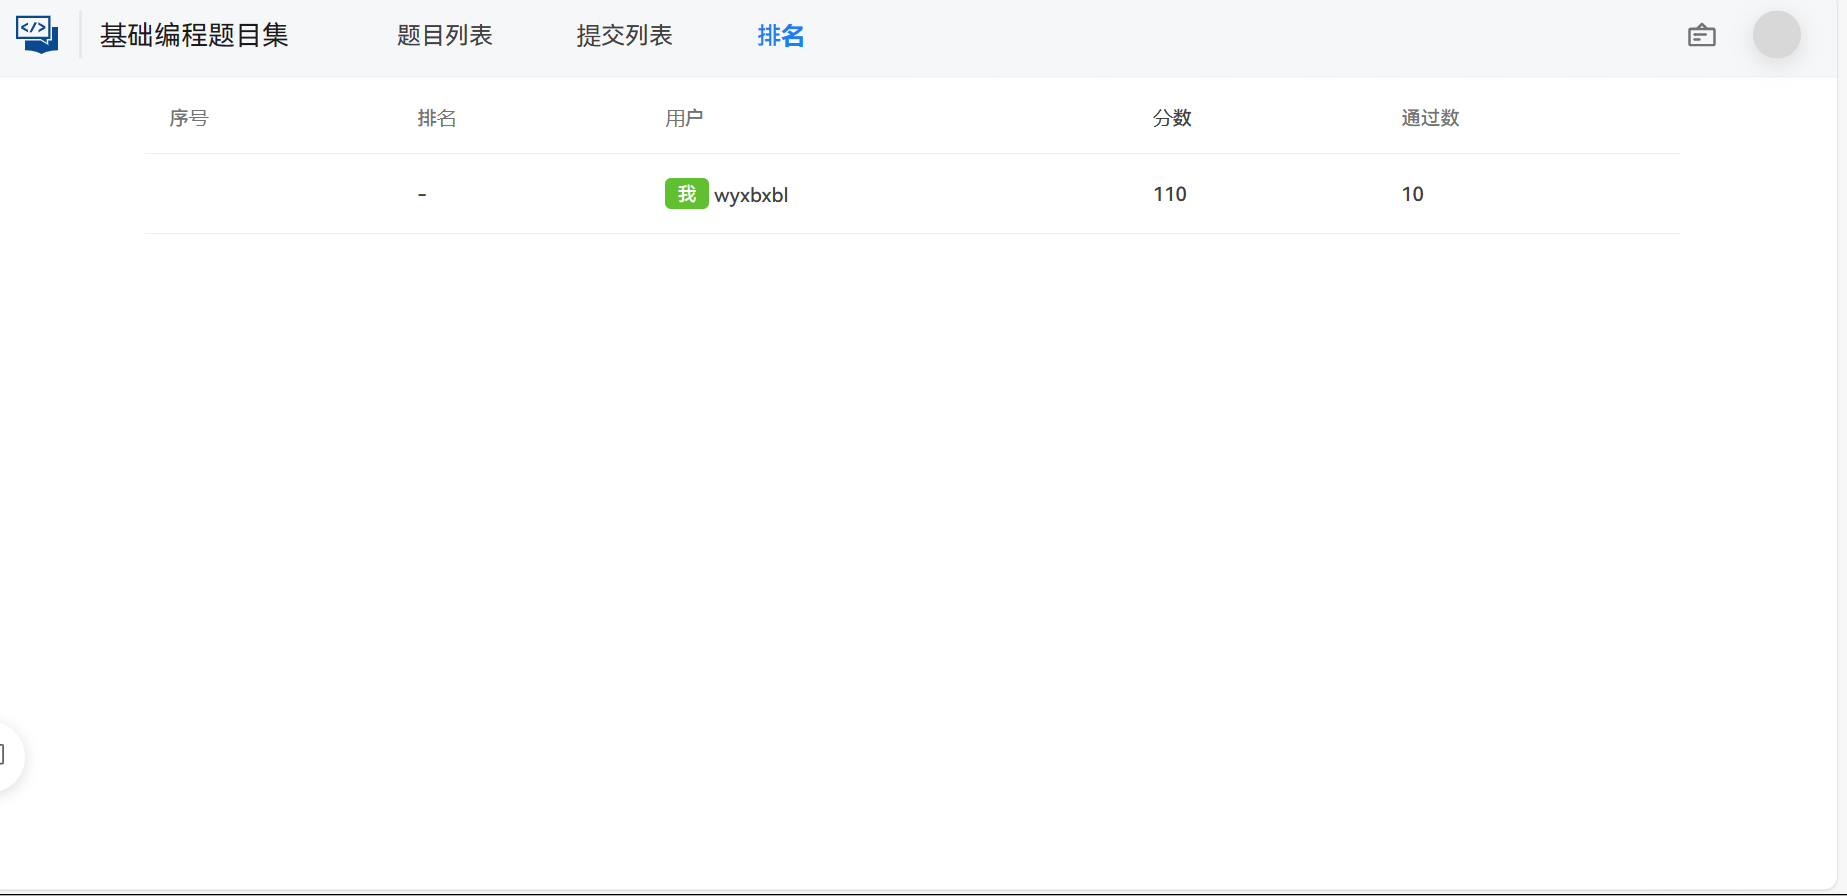 </> 基础编程题目集 题目列表 提交列表 排名
序号 排名 用户 分数 通过数
- 我 wyxbxbl 110 10